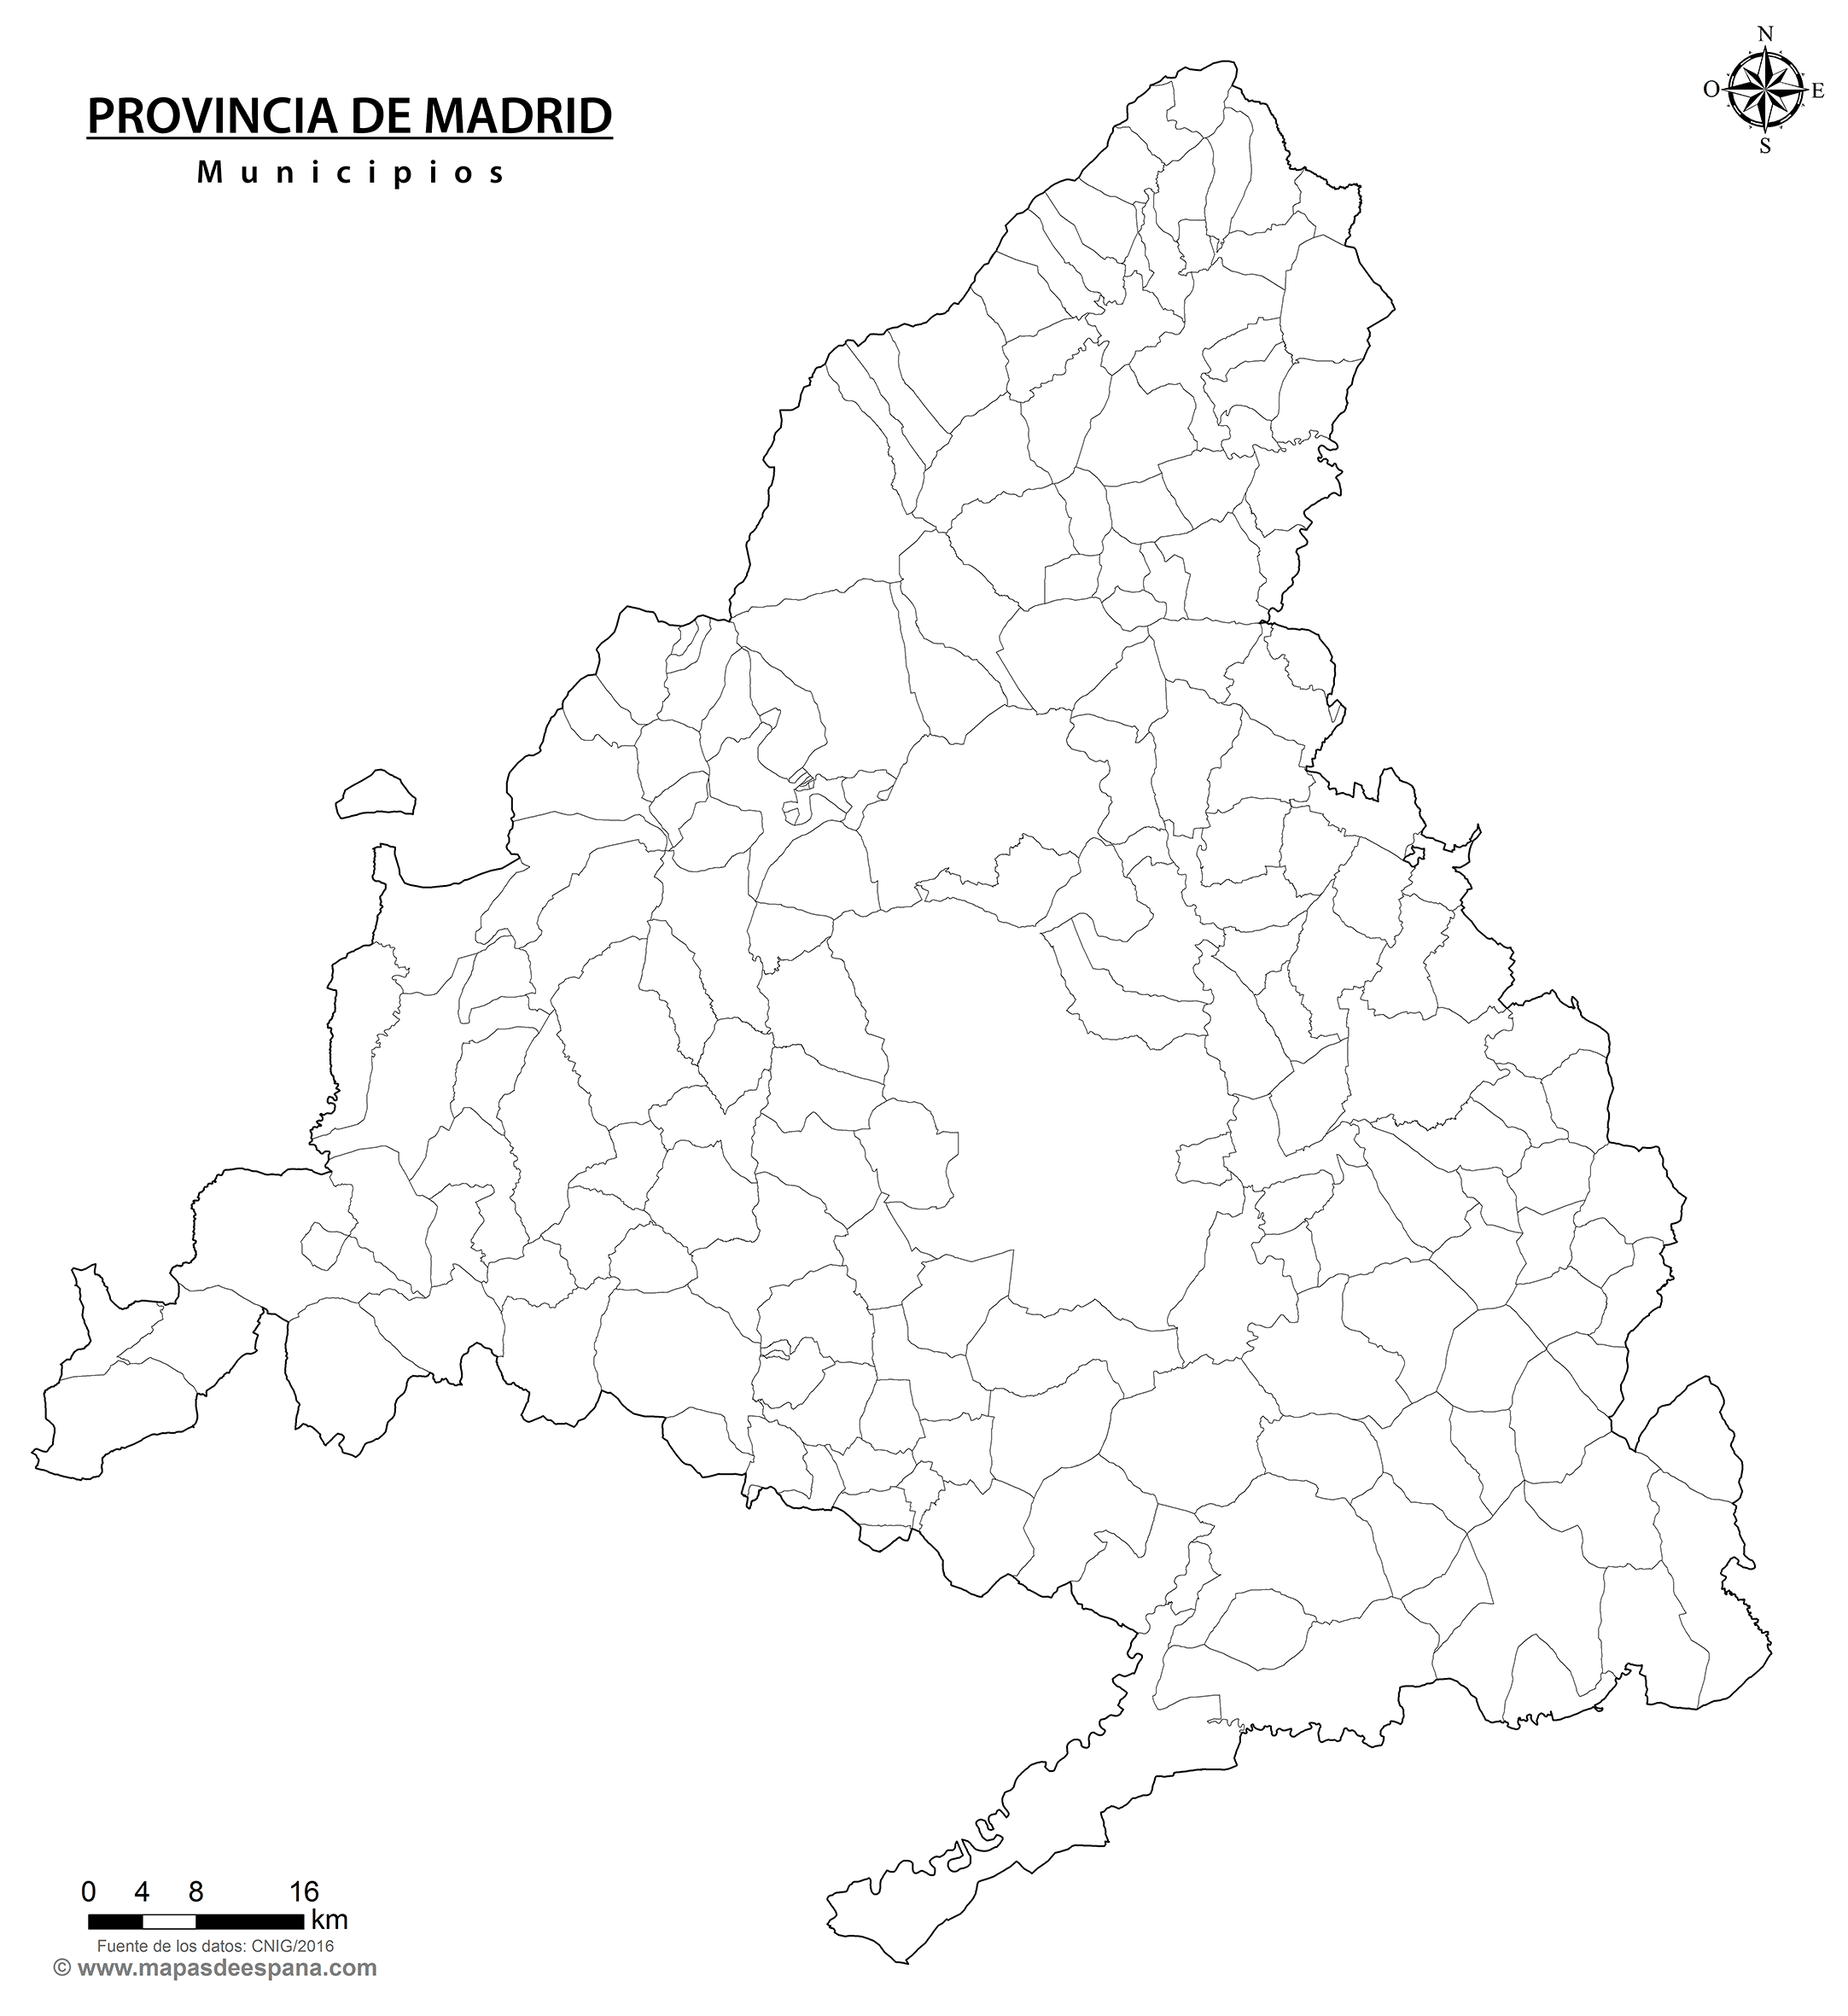 PROVINCIA DE MADRID
Municipios
N
O
E
S
0 4 8 16
km
Fuente de los datos: CNIG/2016
© www.mapasdeespana.com